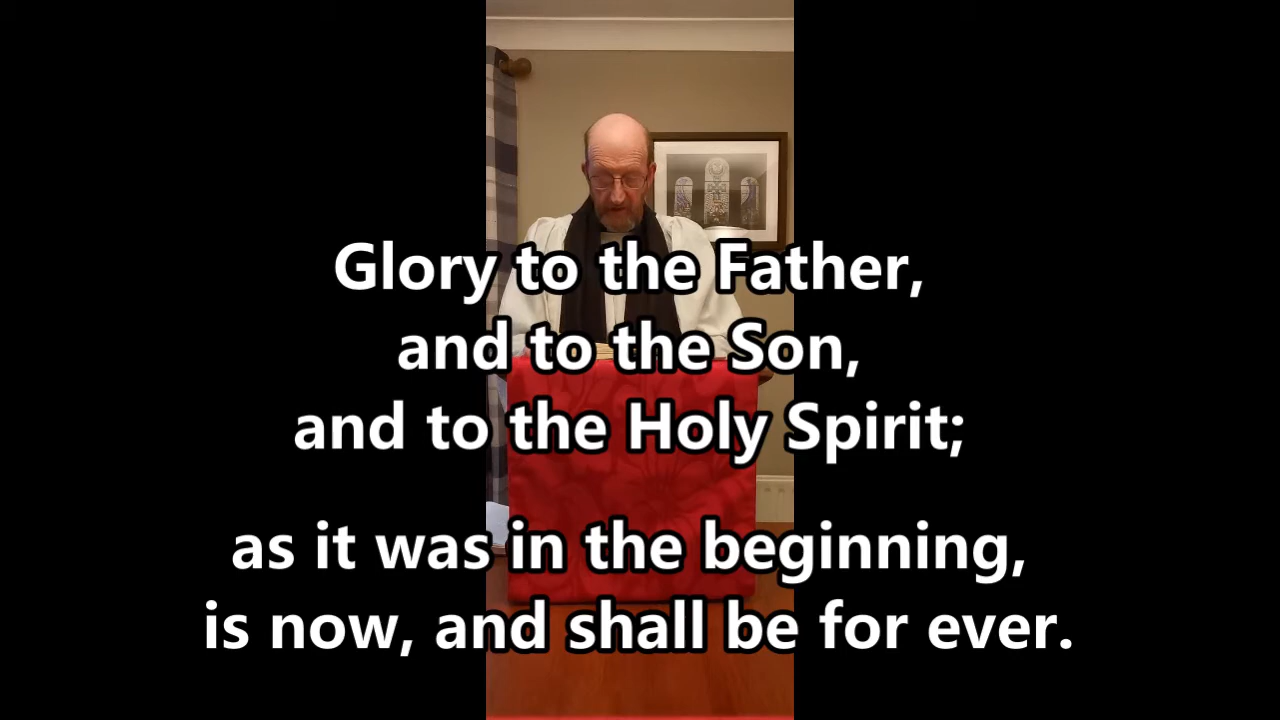 Glory to the Father,
and to the Son,
and to the Holy Spirit;
as it was in the beginning,
is now, and shall be for ever.